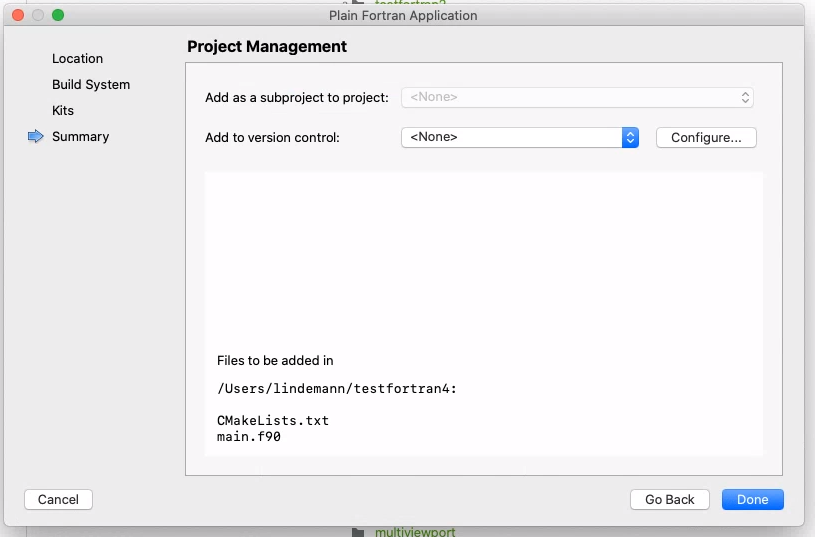 testfortran3
Plain Fortran Application
Location
Build System
Kits
Summary
Project Management
Add as a subproject to project: <None>
Add to version control: <None> Configure...
Files to be added in
/Users/lindemann/testfortran4:
CMakeLists.txt
main.f90
Cancel Go Back Done
multiviewport